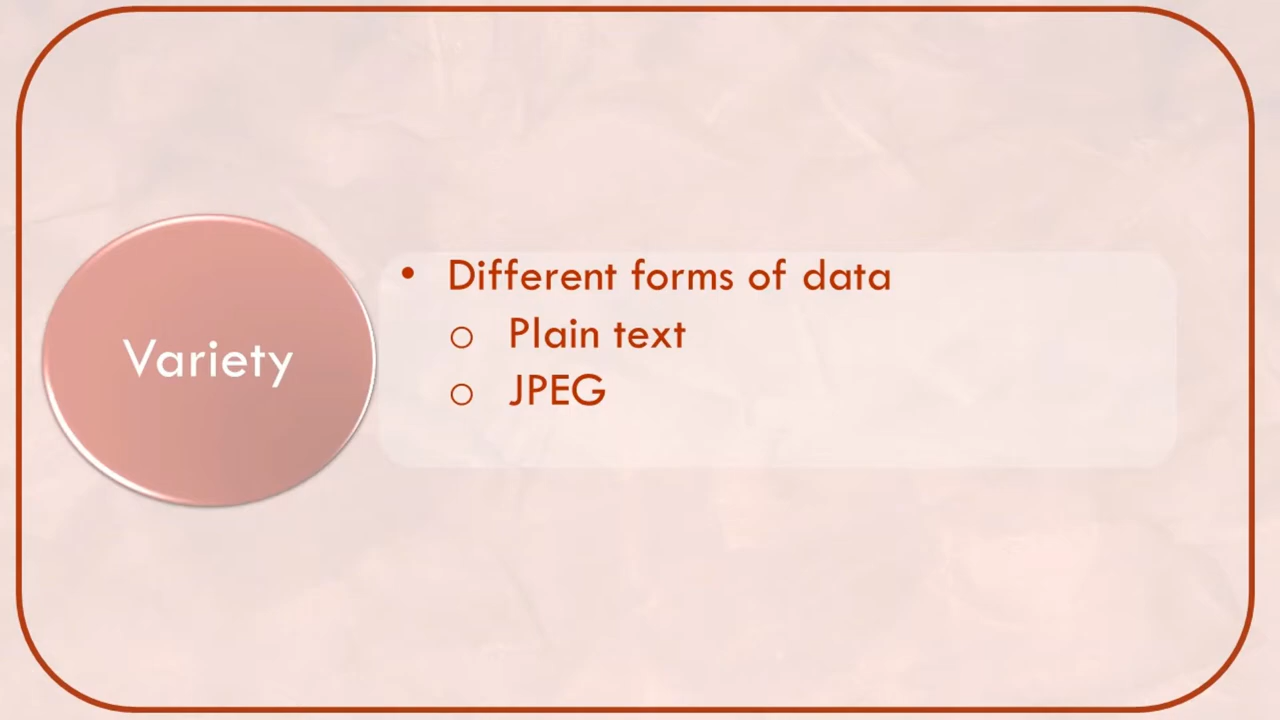 Variety
• Different forms of data
o Plain text
o JPEG